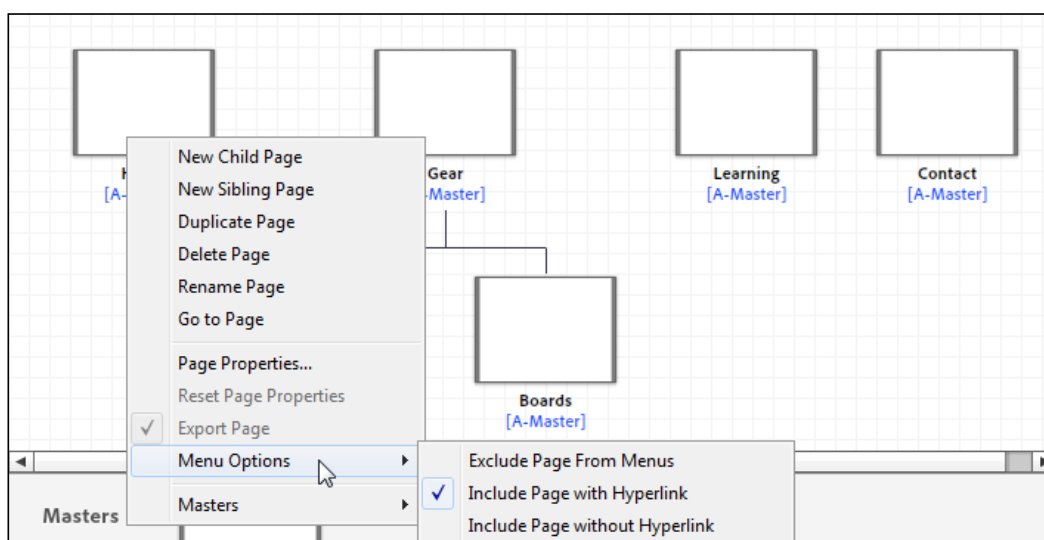 Gear
Master]
Learning
[A-Master]
Contact
[A-Master]
New Child Page
New Sibling Page
Duplicate Page
Delete Page
Rename Page
Go to Page
Page Properties...
Reset Page Properties
Export Page
Menu Options
Masters
Boards
[A-Master]
Exclude Page From Menus
Include Page with Hyperlink
Include Page without Hyperlink
Masters